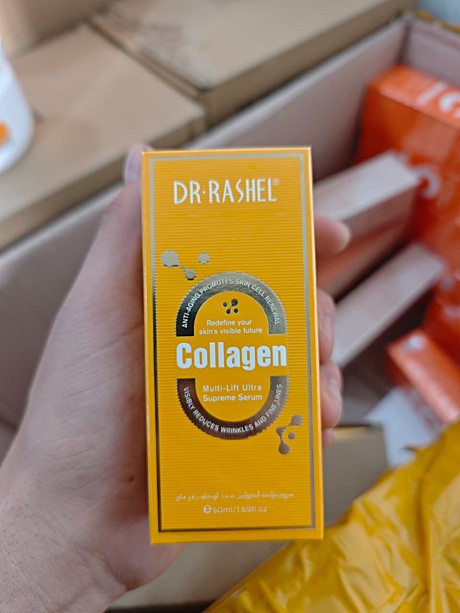 DR·RASHEL®
ANTI-AGING, PROMOTES SKIN CELL RENEWAL
Redefine your
skin's visible future
Collagen
Multi-Lift Ultra
Supreme Serum
VISIBLY REDUCES WRINKLES AND FINE LINES
℮50ml/1.69fl oz